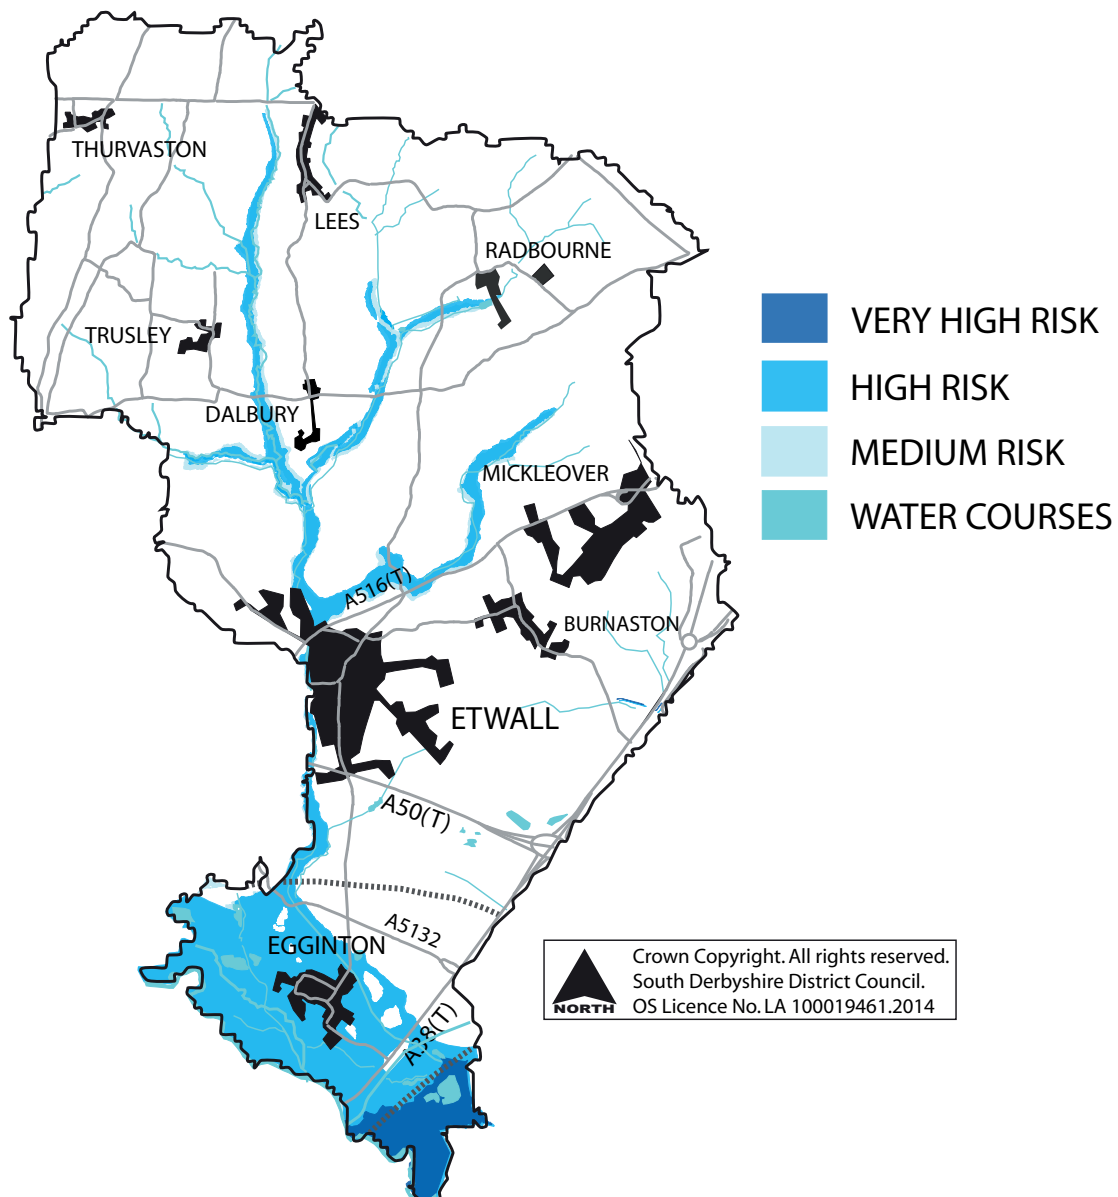 THURVASTON
LEES
RADBOURNE
TRUSLEY
DALBURY
MICKLEOVER
A516(T)
BURNASTON
ETWALL
A50(T)
A5132
EGGINTON
A38(T)
VERY HIGH RISK
HIGH RISK
MEDIUM RISK
WATER COURSES
NORTH
Crown Copyright. All rights reserved.
South Derbyshire District Council.
OS Licence No. LA 100019461.2014